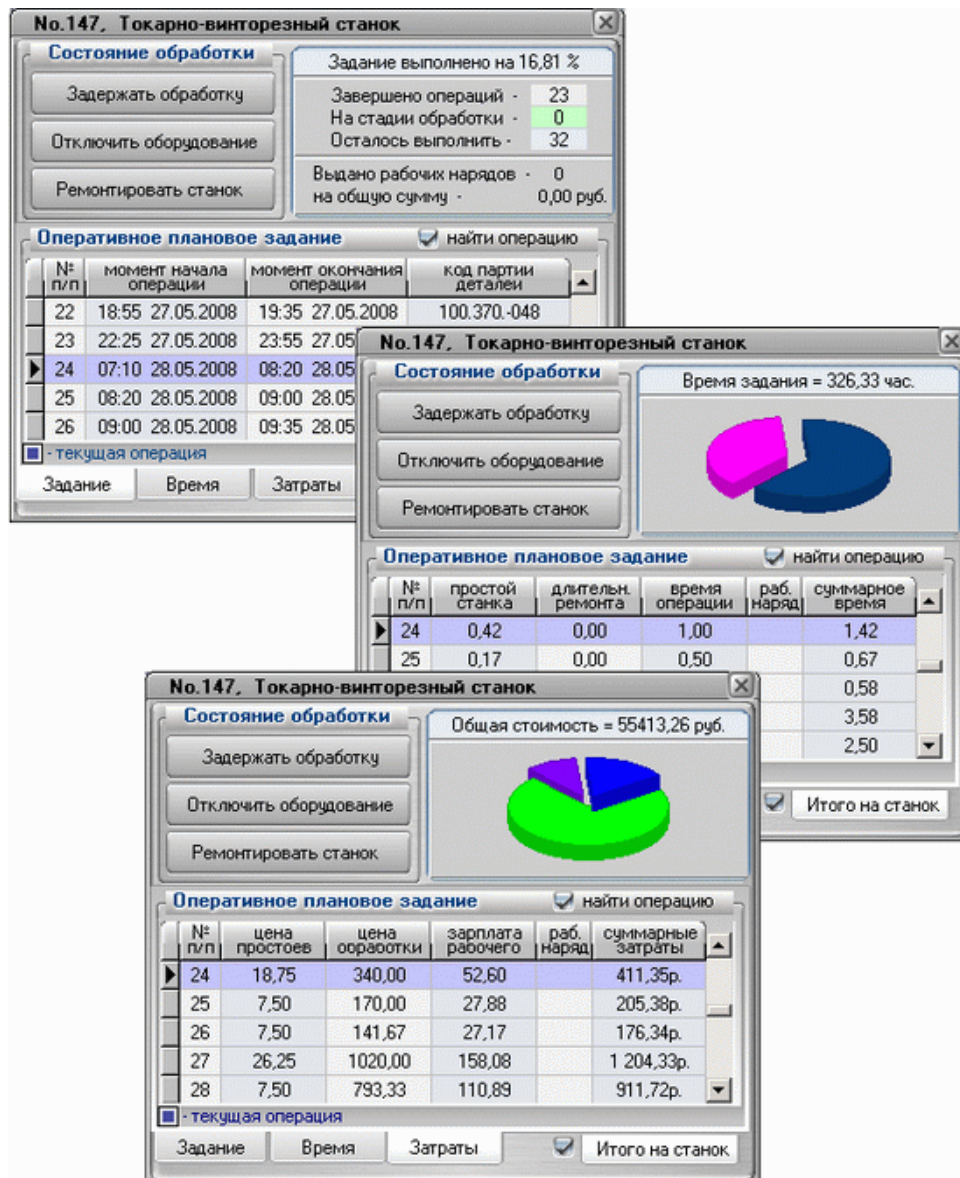 No.147, Токарно-винторезный станок
Состояние обработки
Задержать обработку
Отключить оборудование
Ремонтировать станок
Задание выполнено на 16,81 %
Завершено операций - 23
На стадии обработки - 0
Осталось выполнить - 32
Выдано рабочих нарядов - 0
на общую сумму - 0,00 руб.
Оперативное плановое задание найти операцию
№ п/п момент начала операции момент окончания операции код партии деталей
22 18:55 27.05.2008 19:35 27.05.2008 100.370.-048
23 22:25 27.05.2008 23:55 27.05
24 07:10 28.05.2008 08:20 28.05
25 08:20 28.05.2008 09:00 28.05
26 09:00 28.05.2008 09:35 28.05
- текущая операция
Задание Время Затраты
No.147, Токарно-винторезный станок
Состояние обработки
Задержать обработку
Отключить оборудование
Ремонтировать станок
Время задания = 326,33 час.
Оперативное плановое задание найти операцию
№ п/п простой станка длительн. ремонта время операции раб. наряд суммарное время
24 0,42 0,00 1,00 1,42
25 0,17 0,00 0,50 0,67
0,58
3,58
2,50
Итого на станок
No.147, Токарно-винторезный станок
Состояние обработки
Задержать обработку
Отключить оборудование
Ремонтировать станок
Общая стоимость = 55413,26 руб.
Оперативное плановое задание найти операцию
№ п/п цена простоев цена обработки зарплата рабочего раб. наряд суммарные затраты
24 18,75 340,00 52,60 411,35р.
25 7,50 170,00 27,88 205,38р.
26 7,50 141,67 27,17 176,34р.
27 26,25 1020,00 158,08 1 204,33р.
28 7,50 793,33 110,89 911,72р.
- текущая операция
Задание Время Затраты Итого на станок